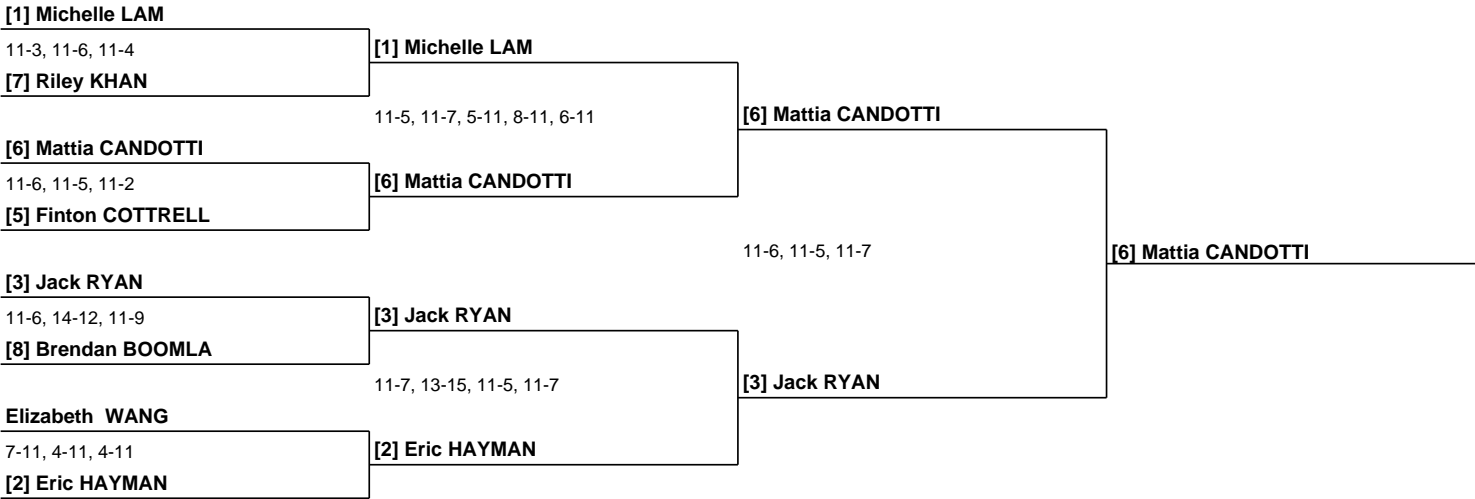 [1] Michelle LAM
11-3, 11-6, 11-4
[7] Riley KHAN
[6] Mattia CANDOTTI
11-6, 11-5, 11-2
[5] Finton COTTRELL
[3] Jack RYAN
11-6, 14-12, 11-9
[8] Brendan BOOMLA
Elizabeth  WANG
7-11, 4-11, 4-11
[2] Eric HAYMAN
[1] Michelle LAM
11-5, 11-7, 5-11, 8-11, 6-11
[6] Mattia CANDOTTI
[3] Jack RYAN
11-7, 13-15, 11-5, 11-7
[2] Eric HAYMAN
[6] Mattia CANDOTTI
11-6, 11-5, 11-7
[3] Jack RYAN
[6] Mattia CANDOTTI